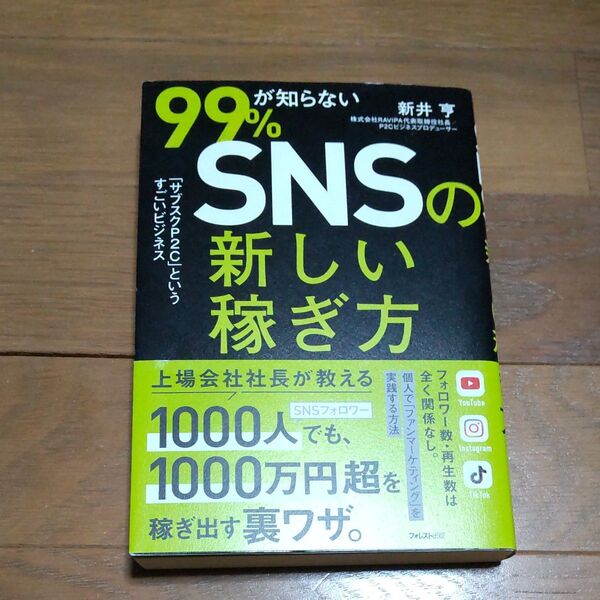 99%が知らない
新井 亨
株式会社RAVIPA代表取締役社長/
P2Cビジネスプロデューサー
SNSの
新しい
稼ぎ方
「サブスクP2C」という
すごいビジネス
上場会社社長が教える
SNSフォロワー
1000人でも、
1000万円超を
稼ぎ出す裏ワザ。
フォロワー数・再生数は
全く関係なし。
個人で「ファンマーケティング」を
実践する方法
YouTube
Instagram
TikTok
フォレスト出版